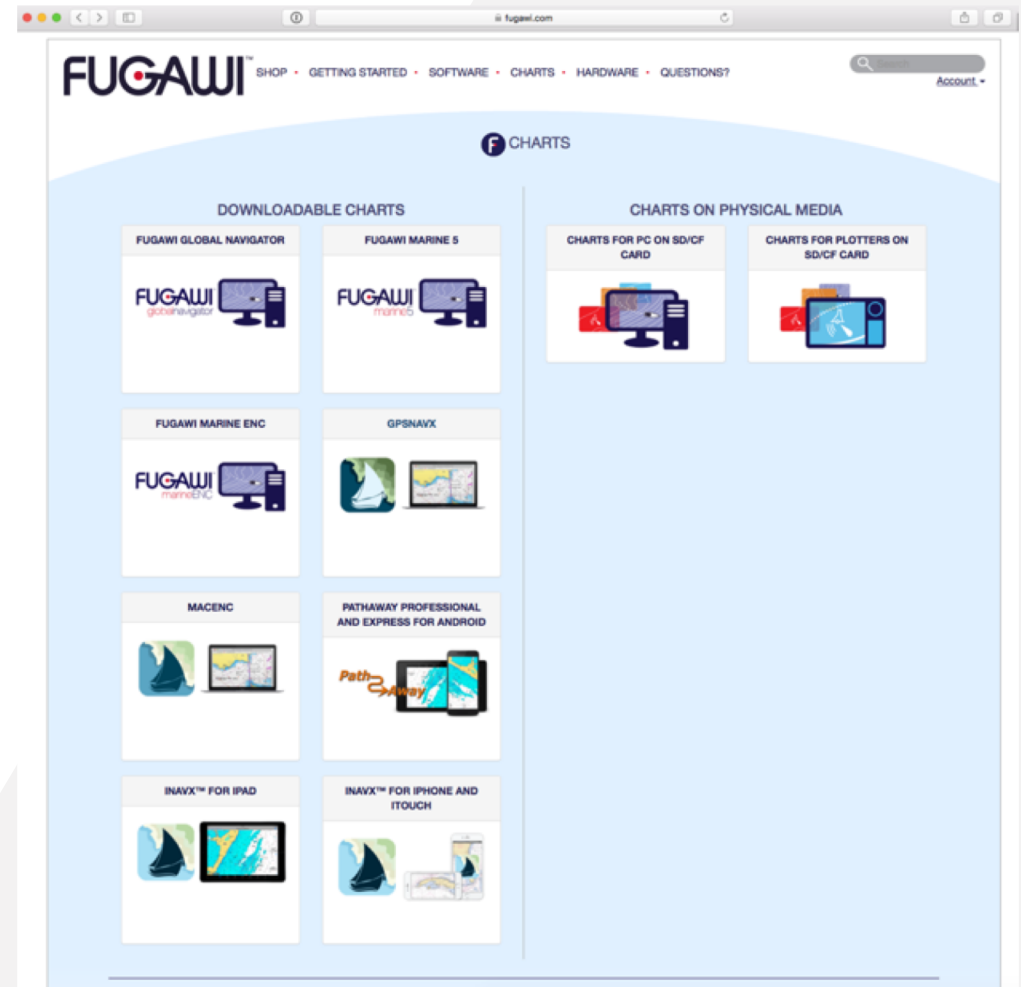 fugawi.com
FUGAWI™ SHOP • GETTING STARTED • SOFTWARE • CHARTS • HARDWARE • QUESTIONS?
Search
Account
F CHARTS
DOWNLOADABLE CHARTS
FUGAWI GLOBAL NAVIGATOR
FUGAWI
globalnavigator
FUGAWI MARINE 5
FUGAWI
marine5
FUGAWI MARINE ENC
FUGAWI
marineENC
GPSNAVX
MACENC
PATHAWAY PROFESSIONAL
AND EXPRESS FOR ANDROID
Path
Away
INAVX™ FOR IPAD
INAVX™ FOR IPHONE AND
ITOUCH
CHARTS ON PHYSICAL MEDIA
CHARTS FOR PC ON SD/CF
CARD
CHARTS FOR PLOTTERS ON
SD/CF CARD